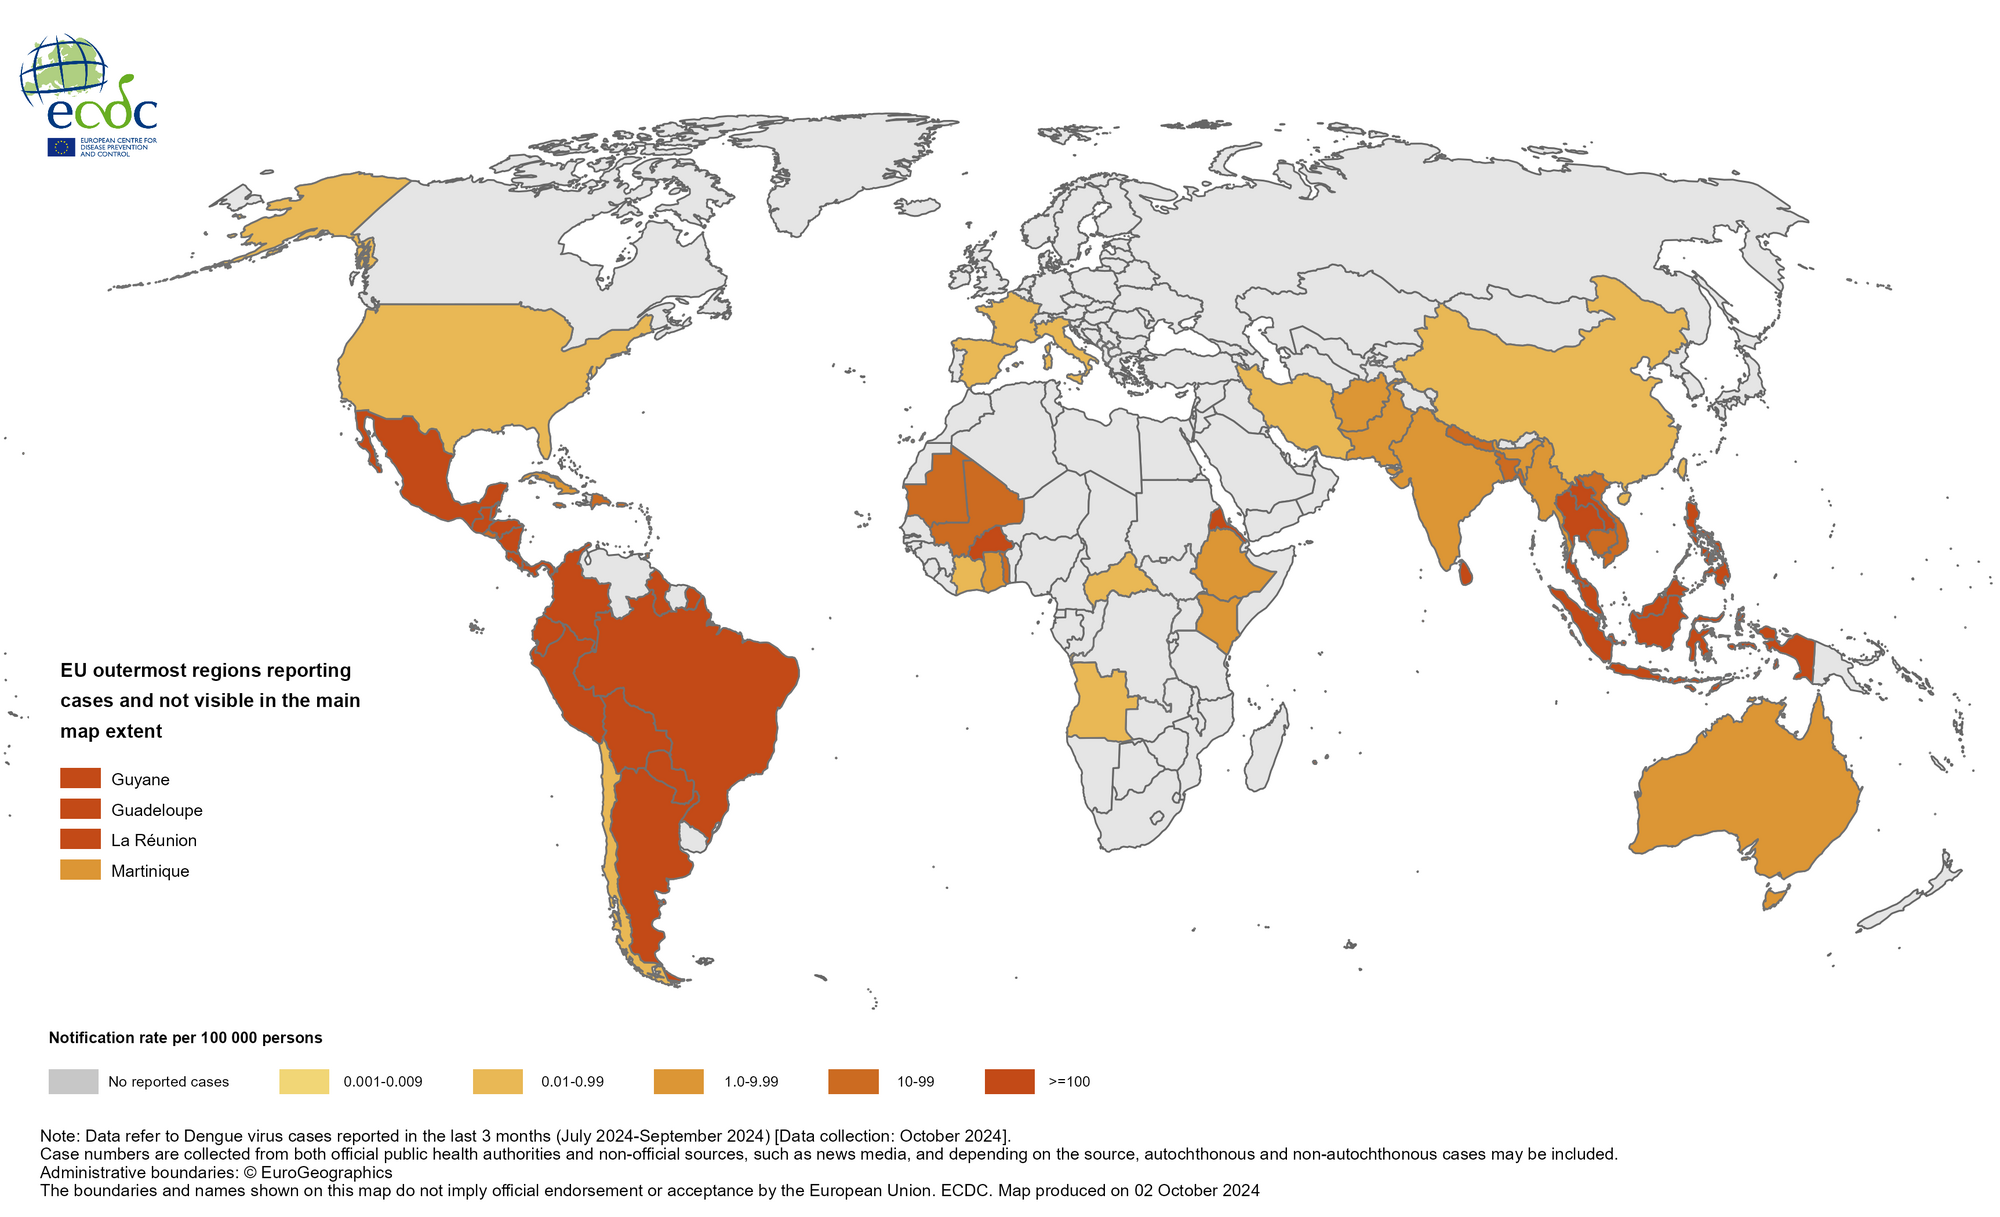 ecdc
EUROPEAN CENTRE FOR
DISEASE PREVENTION
AND CONTROL
EU outermost regions reporting
cases and not visible in the main
map extent
Guyane
Guadeloupe
La Réunion
Martinique
Notification rate per 100 000 persons
No reported cases
0.001-0.009
0.01-0.99
1.0-9.99
10-99
>=100
Note: Data refer to Dengue virus cases reported in the last 3 months (July 2024-September 2024) [Data collection: October 2024].
Case numbers are collected from both official public health authorities and non-official sources, such as news media, and depending on the source, autochthonous and non-autochthonous cases may be included.
Administrative boundaries: © EuroGeographics
The boundaries and names shown on this map do not imply official endorsement or acceptance by the European Union. ECDC. Map produced on 02 October 2024